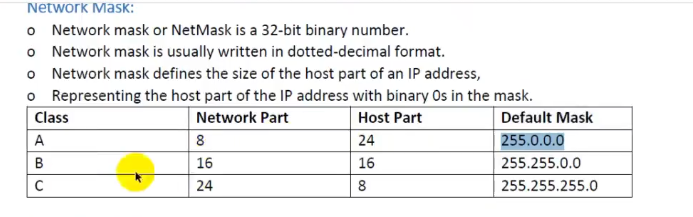 Network Mask:
o Network mask or NetMask is a 32-bit binary number.
o Network mask is usually written in dotted-decimal format.
o Network mask defines the size of the host part of an IP address,
o Representing the host part of the IP address with binary 0s in the mask.
Class Network Part Host Part Default Mask
A 8 24 255.0.0.0
B 16 16 255.255.0.0
C 24 8 255.255.255.0